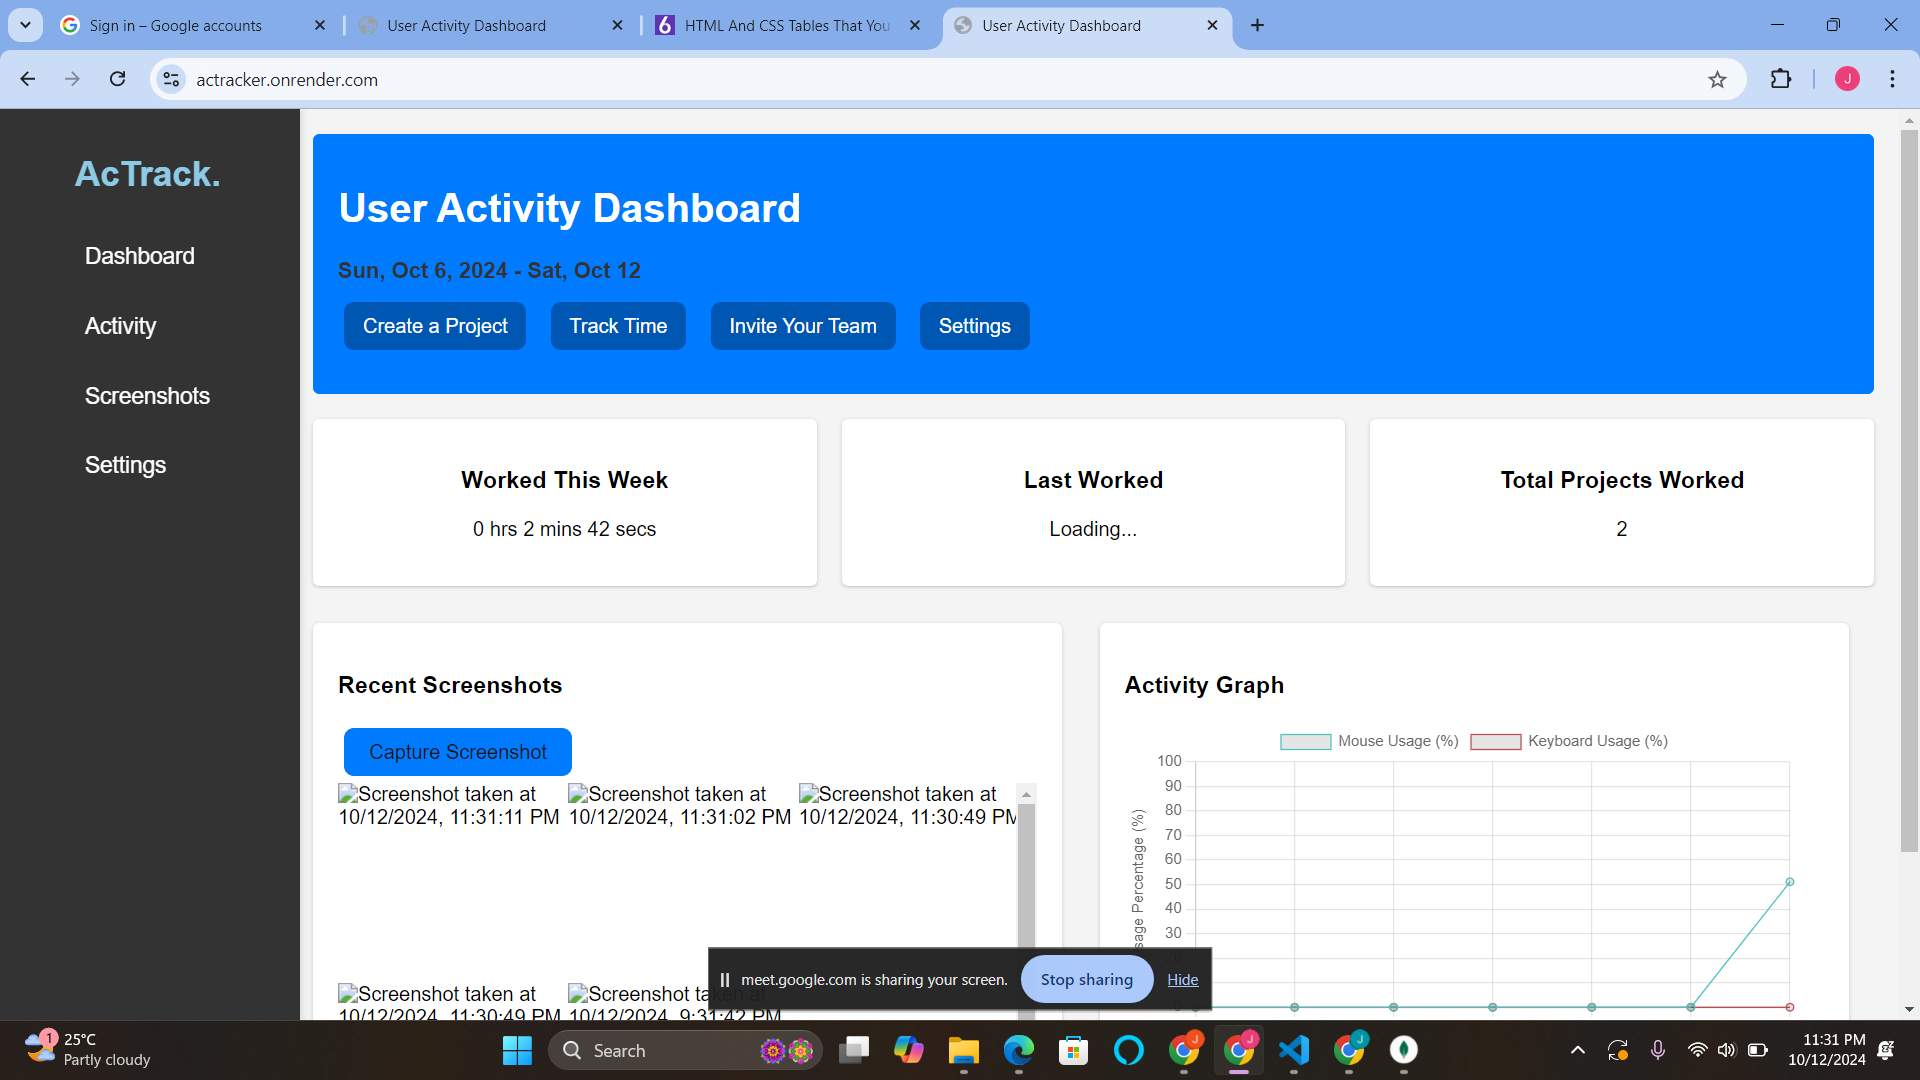 Sign in – Google accounts
User Activity Dashboard
HTML And CSS Tables That You
User Activity Dashboard
actracker.onrender.com
J
AcTrack.
Dashboard
Activity
Screenshots
Settings
User Activity Dashboard
Sun, Oct 6, 2024 - Sat, Oct 12
Create a Project
Track Time
Invite Your Team
Settings
Worked This Week
0 hrs 2 mins 42 secs
Last Worked
Loading...
Total Projects Worked
2
Recent Screenshots
Capture Screenshot
Screenshot taken at
10/12/2024, 11:31:11 PM
Screenshot taken at
10/12/2024, 11:31:02 PM
Screenshot taken at
10/12/2024, 11:30:49 PM
Screenshot taken at
10/12/2024, 11:30:49 PM
Screenshot taken at
10/12/2024, 9:31:42 PM
Activity Graph
Mouse Usage (%)
Keyboard Usage (%)
100
90
80
70
60
50
40
30
Percentage (%)
meet.google.com is sharing your screen.
Stop sharing
Hide
1
25°C
Partly cloudy
Search
J
J
J
11:31 PM
10/12/2024